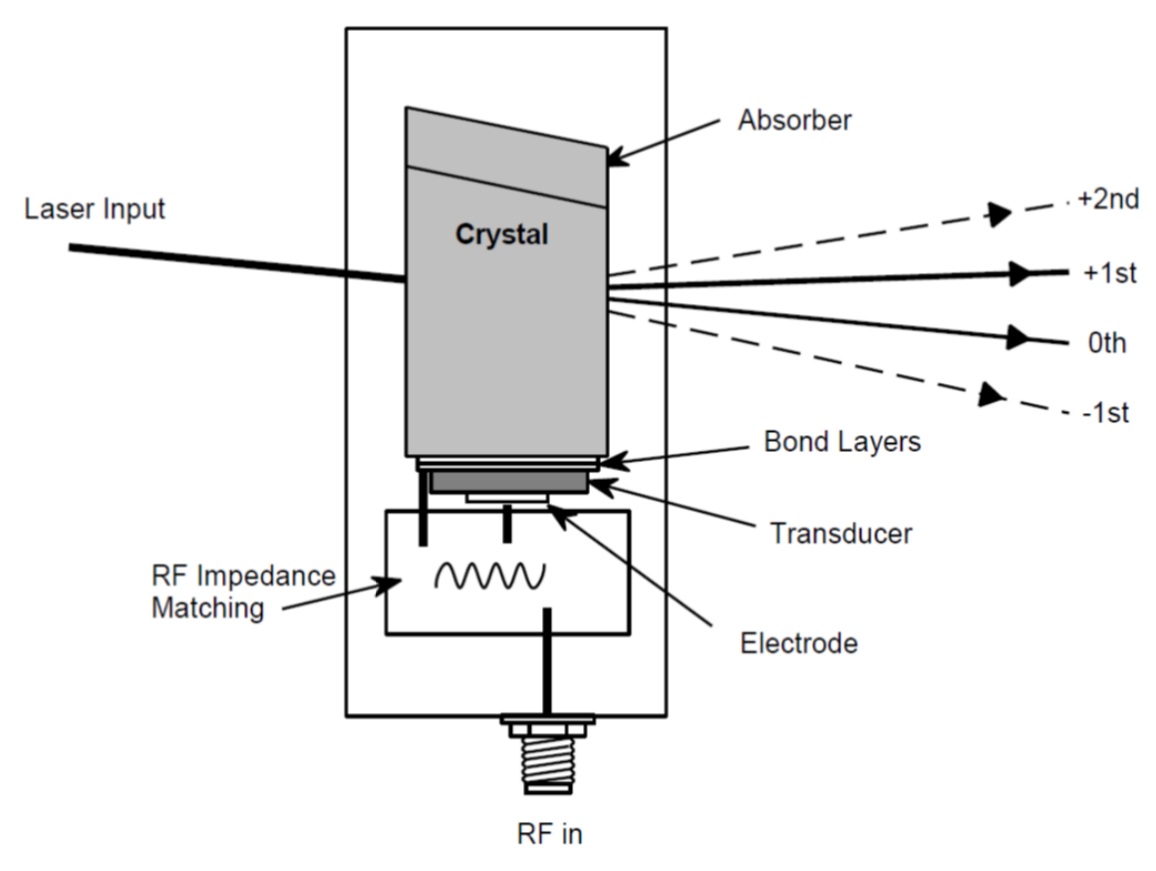 Absorber
Laser Input
Crystal
+2nd
+1st
0th
-1st
Bond Layers
Transducer
RF Impedance
Matching
Electrode
RF in